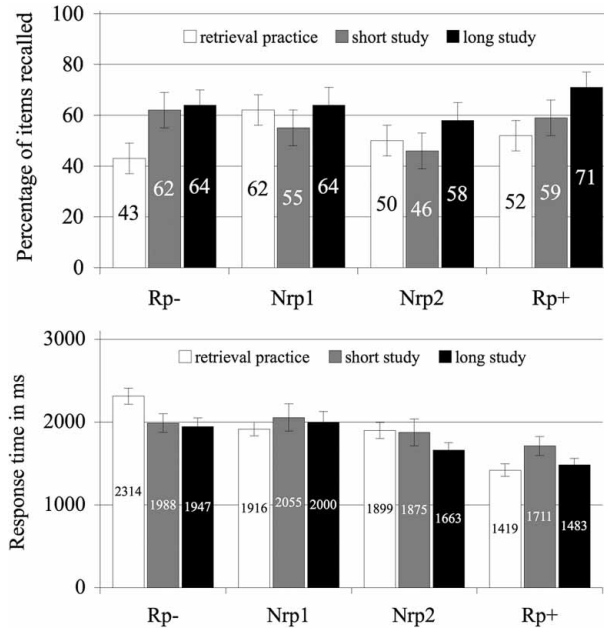 Percentage of items recalled
100
80
60
40
20
0
retrieval practice short study long study
43 62 64 62 55 64 50 46 58 52 59 71
Rp- Nrp1 Nrp2 Rp+
Response time in ms
3000
2000
1000
0
retrieval practice short study long study
2314 1988 1947 1916 2055 2000 1899 1875 1663 1419 1711 1483
Rp- Nrp1 Nrp2 Rp+